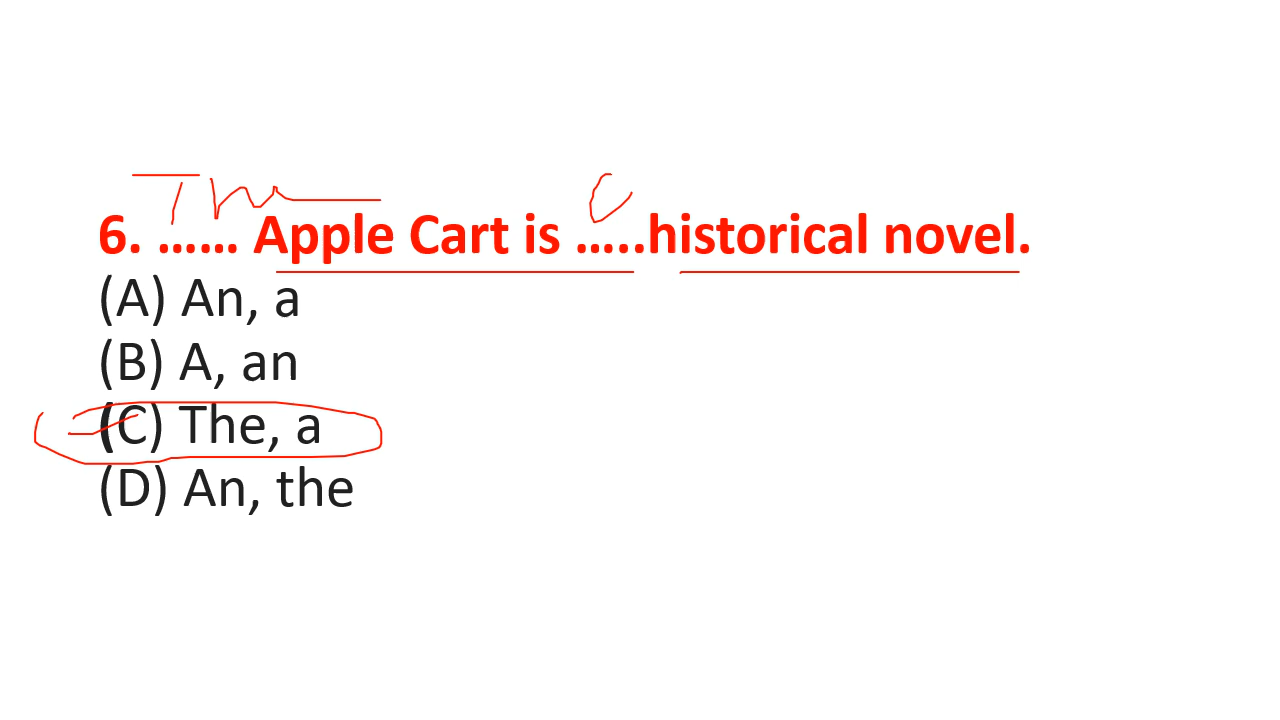 The
6. …… Apple Cart is …..historical novel.
(A) An, a
(B) A, an
(C) The, a
(D) An, the